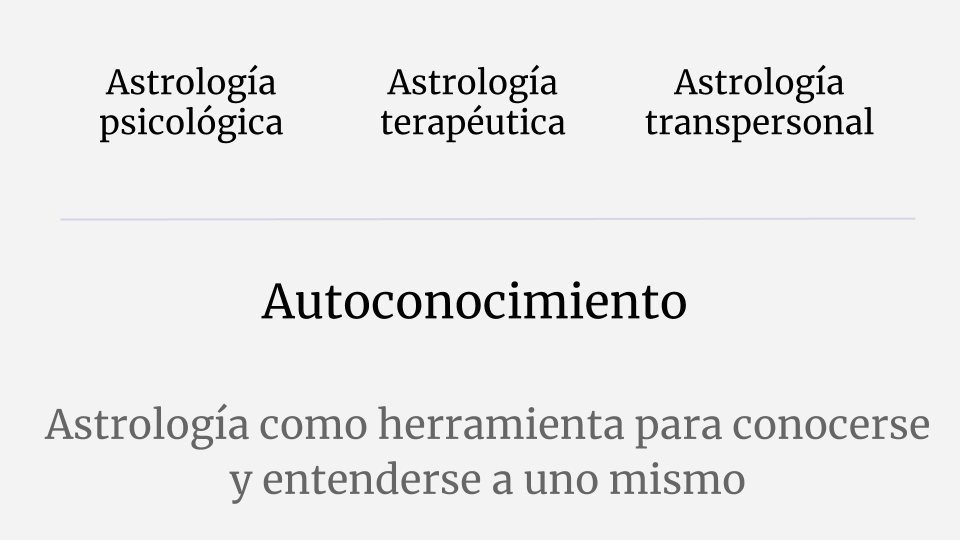 Astrología
psicológica
Astrología
terapéutica
Astrología
transpersonal
Autoconocimiento
Astrología como herramienta para conocerse
y entenderse a uno mismo